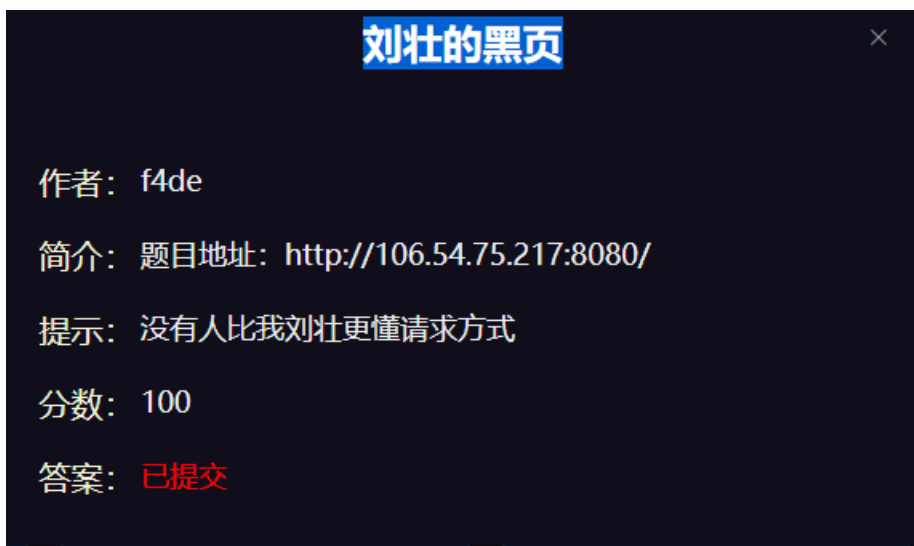 刘壮的黑页
作者：f4de
简介：题目地址：http://106.54.75.217:8080/
提示：没有人比我刘壮更懂请求方式
分数：100
答案：已提交